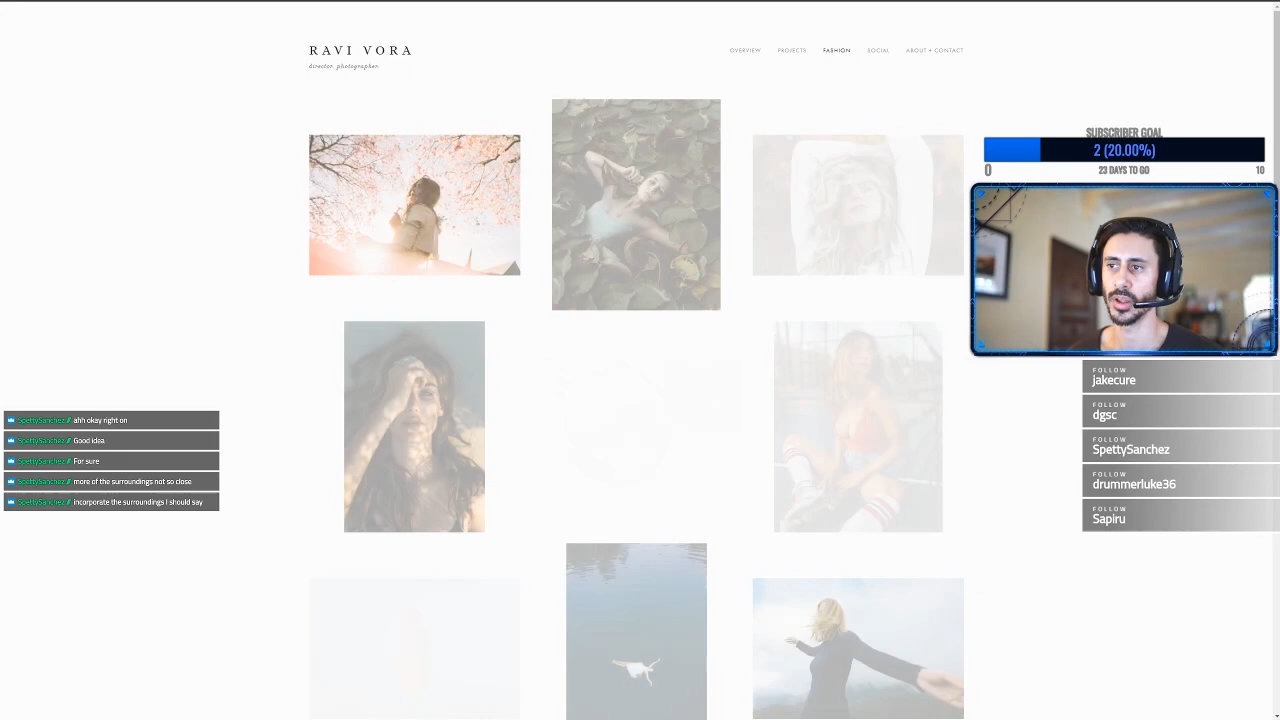 RAVI VORA
director. photographer.
OVERVIEW PROJECTS FASHION SOCIAL ABOUT + CONTACT
SUBSCRIBER GOAL
2 (20.00%)
0 23 DAYS TO GO 10
FOLLOW
jakecure
FOLLOW
dgsc
FOLLOW
SpettySanchez
FOLLOW
drummerluke36
FOLLOW
Sapiru
SpettySanchez // ahh okay right on
SpettySanchez // Good idea
SpettySanchez // For sure
SpettySanchez // more of the surroundings not so close
SpettySanchez // incorporate the surroundings I should say